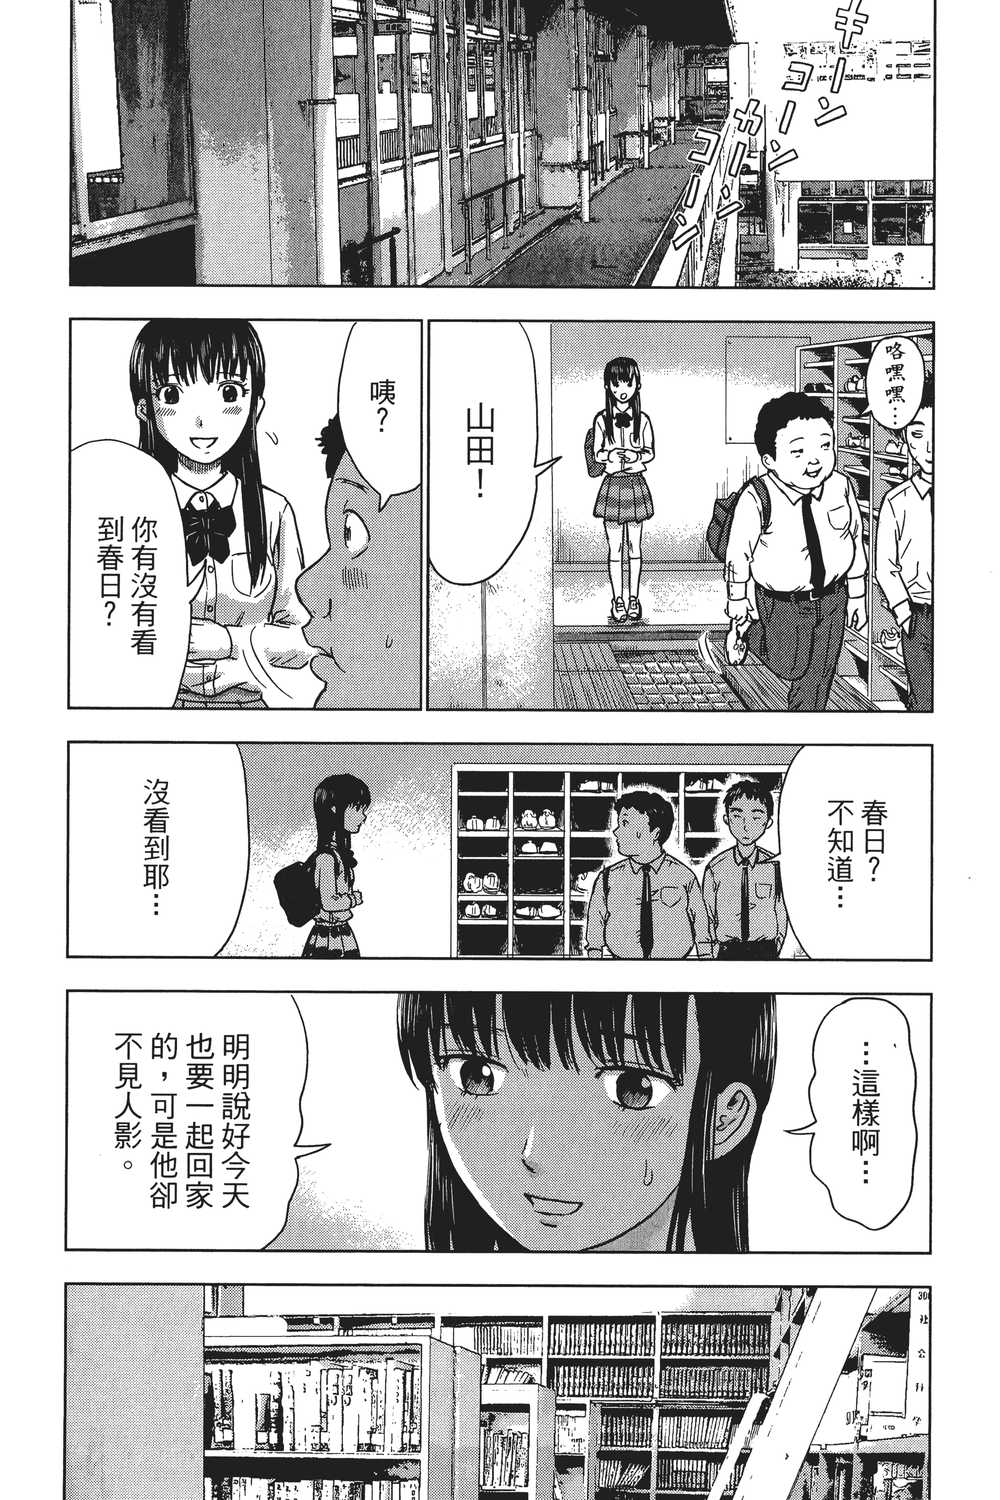 キーン
コーン
カーン
コーン
咯嘿嘿…
山田！
咦？
你有沒有看
到春日？
春日？
不知道…
沒看到耶…
…這樣啊…
明明說好今天
也要一起回家
的，可是他卻
不見人影。
300
社
会